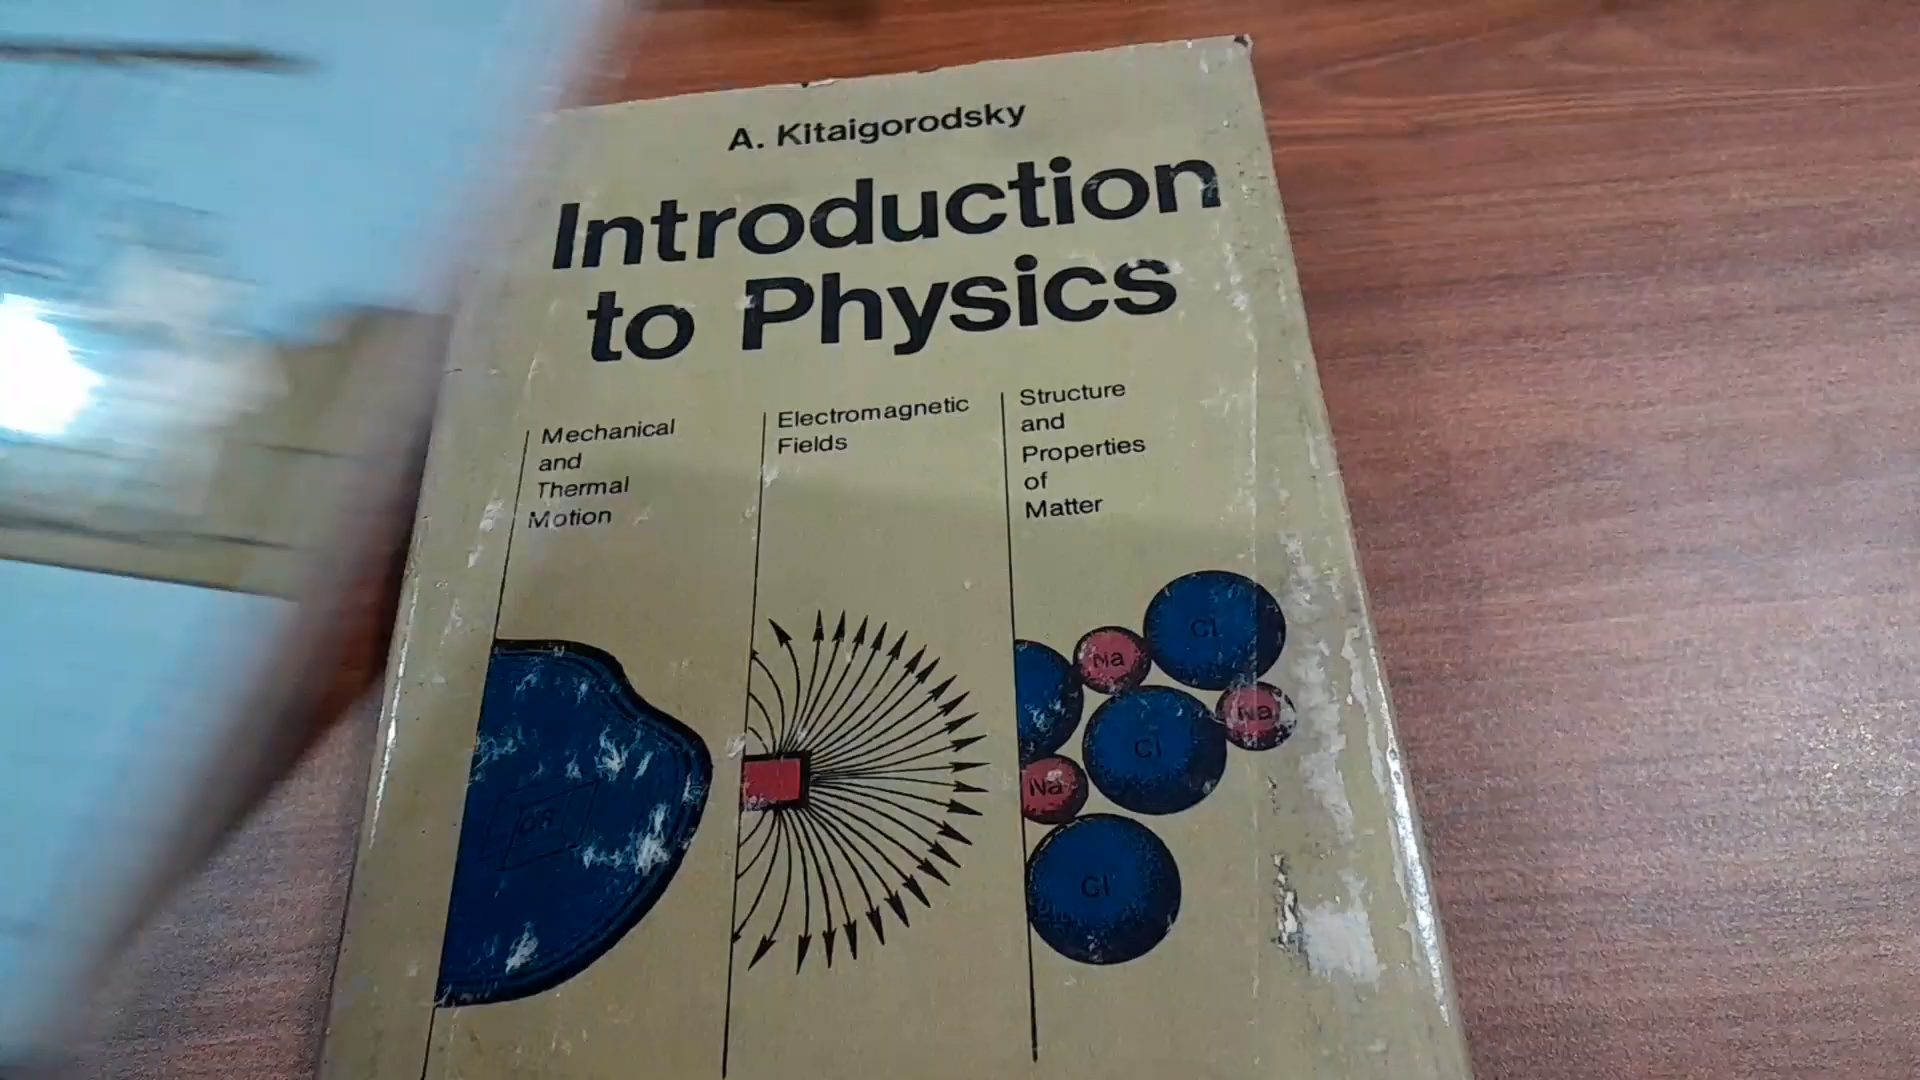 A. Kitaigorodsky
Introduction
to Physics
Mechanical
and
Thermal
Motion
Electromagnetic
Fields
Structure
and
Properties
of
Matter
Cl
Na
Na
Cl
Na
Cl